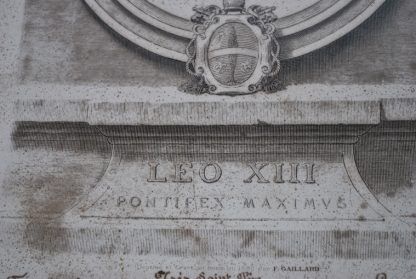 LEO XIII
PONTIFEX MAXIMVS
F. GAILLARD